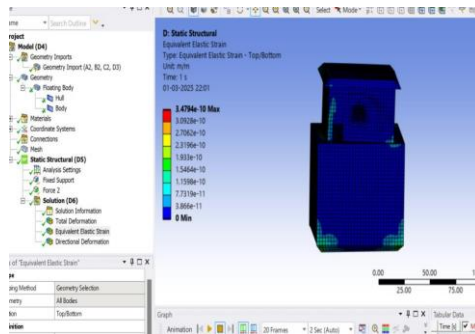 Select Mode
Search Outline
Project
Model (D4)
Geometry Imports
Geometry Import (A2, B2, C2, D3)
Geometry
Floating Body
Hull
Body
Materials
Coordinate Systems
Connections
Mesh
Static Structural (D5)
Analysis Settings
Fixed Support
Force 2
Solution (D6)
Solution Information
Total Deformation
Equivalent Elastic Strain
Directional Deformation
of "Equivalent Elastic Strain"
Geometry Selection
All Bodies
Top/Bottom
D: Static Structural
Equivalent Elastic Strain
Type: Equivalent Elastic Strain - Top/Bottom
Unit: m/m
Time: 1 s
01-03-2025 22:01
3.4794e-10 Max
3.0928e-10
2.7062e-10
2.3196e-10
1.933e-10
1.5464e-10
1.1598e-10
7.7319e-11
3.866e-11
0 Min
0.00 50.00
25.00 75.00
Graph
Tabular Data
Animation 20 Frames 2 Sec (Auto)
Time [s]